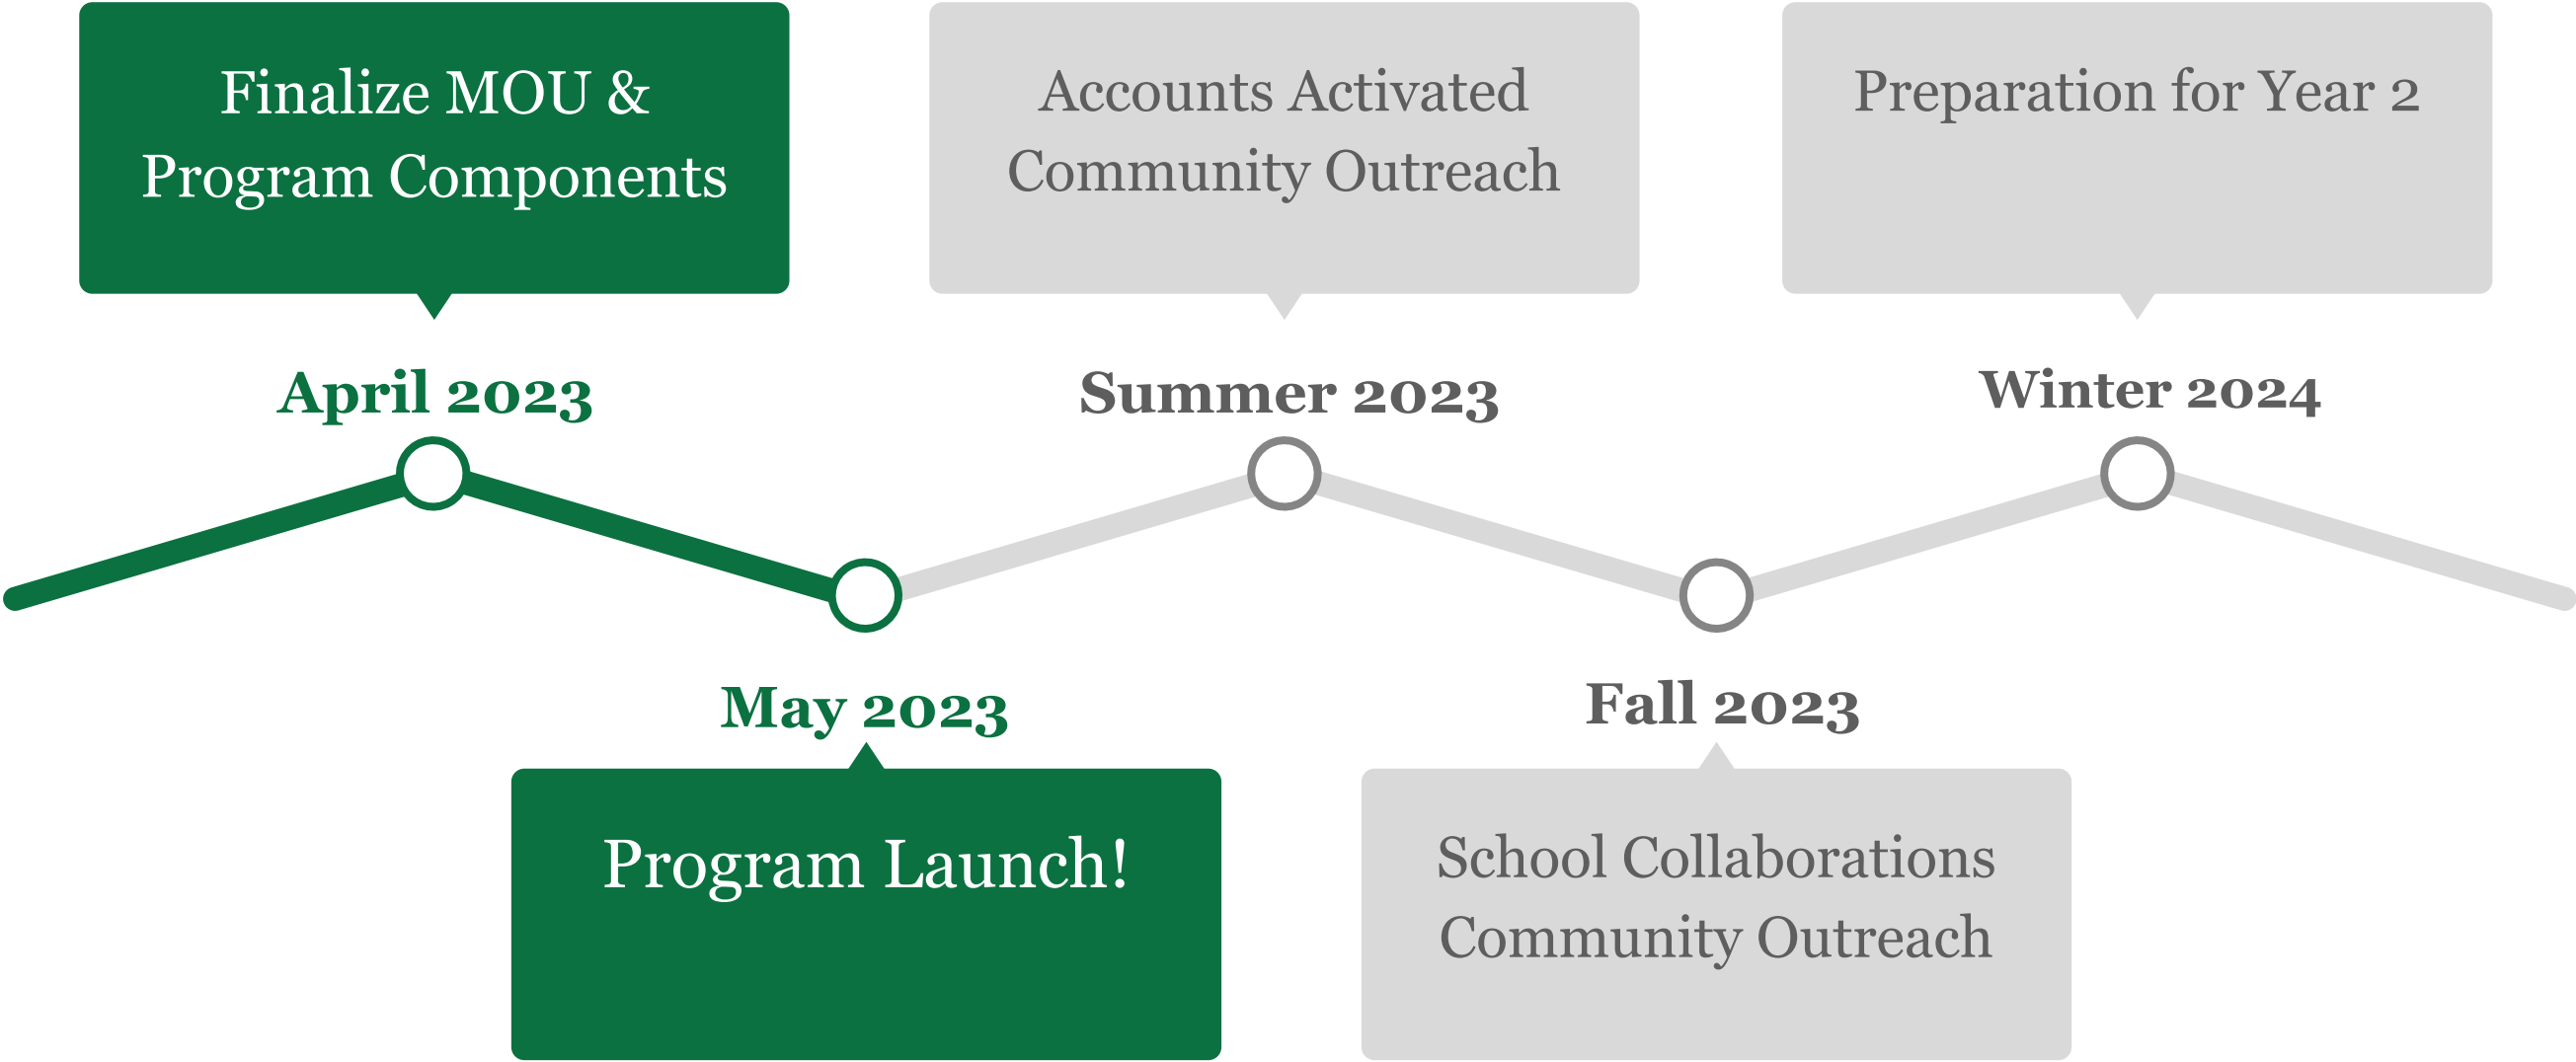 Finalize MOU &
Program Components
April 2023
May 2023
Program Launch!
Accounts Activated
Community Outreach
Summer 2023
Fall 2023
School Collaborations
Community Outreach
Preparation for Year 2
Winter 2024